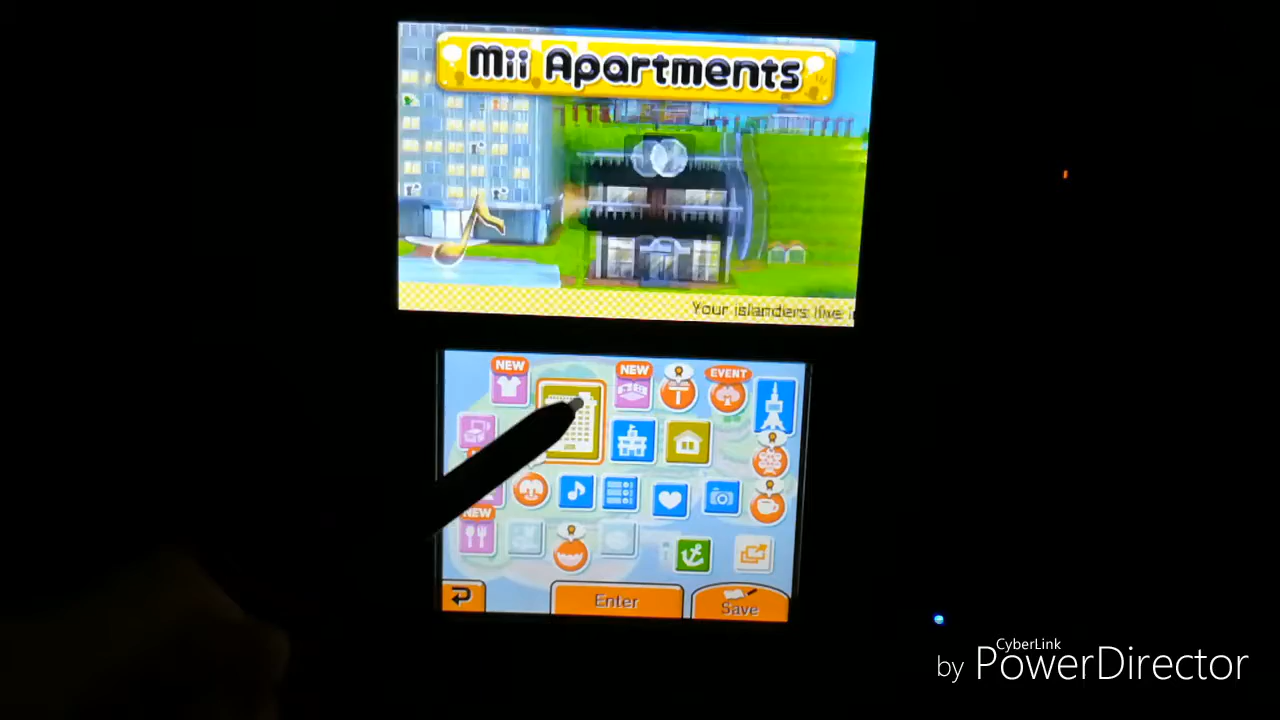 Mii Apartments
Your islanders live i
NEW
NEW
EVENT
NEW
Enter
Save
CyberLink
by PowerDirector